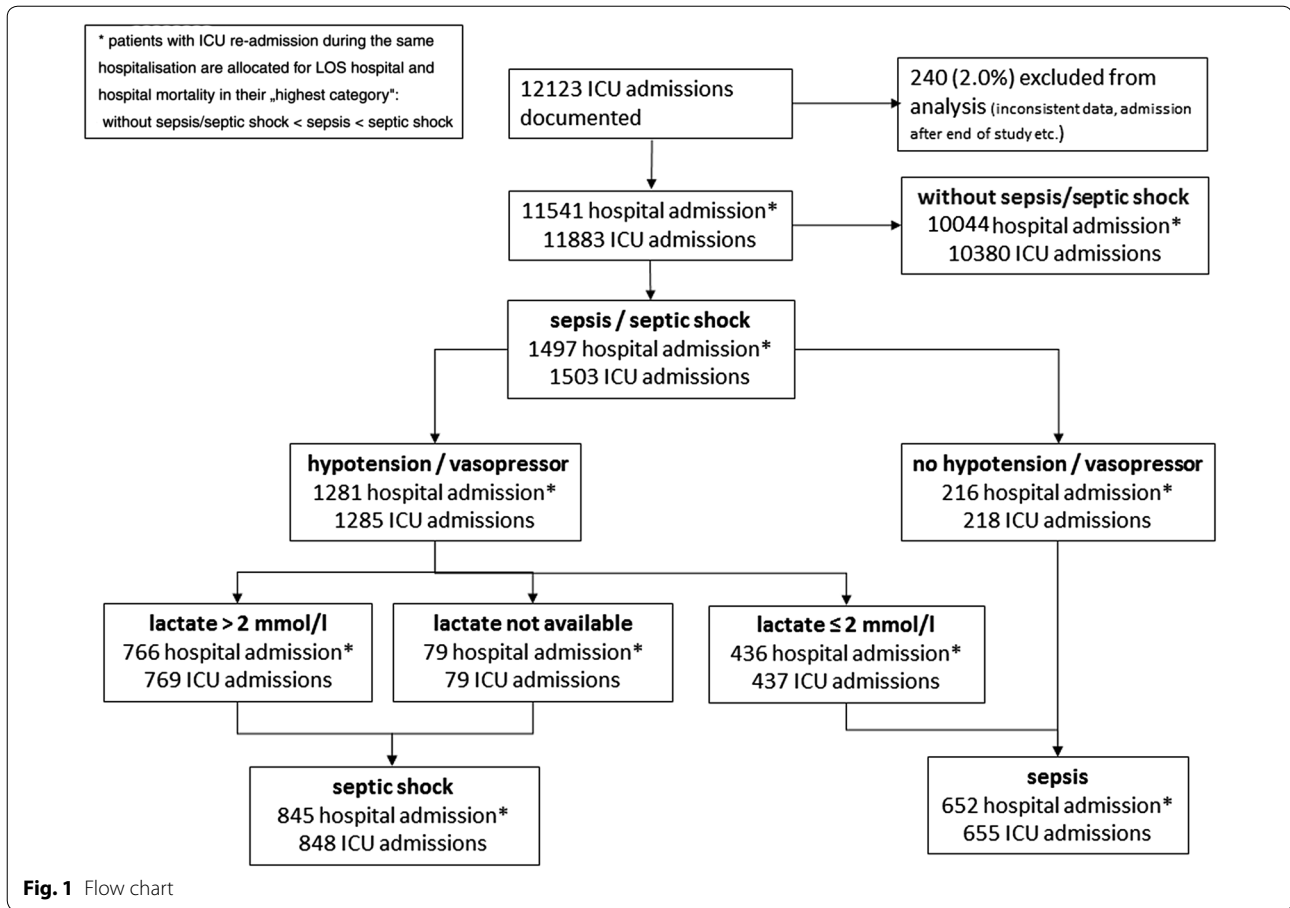 * patients with ICU re-admission during the same
hospitalisation are allocated for LOS hospital and
hospital mortality in their „highest category":
without sepsis/septic shock < sepsis < septic shock
12123 ICU admissions
documented
240 (2.0%) excluded from
analysis (inconsistent data, admission
after end of study etc.)
11541 hospital admission*
11883 ICU admissions
without sepsis/septic shock
10044 hospital admission*
10380 ICU admissions
sepsis / septic shock
1497 hospital admission*
1503 ICU admissions
hypotension / vasopressor
1281 hospital admission*
1285 ICU admissions
no hypotension / vasopressor
216 hospital admission*
218 ICU admissions
lactate > 2 mmol/l
766 hospital admission*
769 ICU admissions
lactate not available
79 hospital admission*
79 ICU admissions
lactate ≤ 2 mmol/l
436 hospital admission*
437 ICU admissions
septic shock
845 hospital admission*
848 ICU admissions
sepsis
652 hospital admission*
655 ICU admissions
Fig. 1 Flow chart